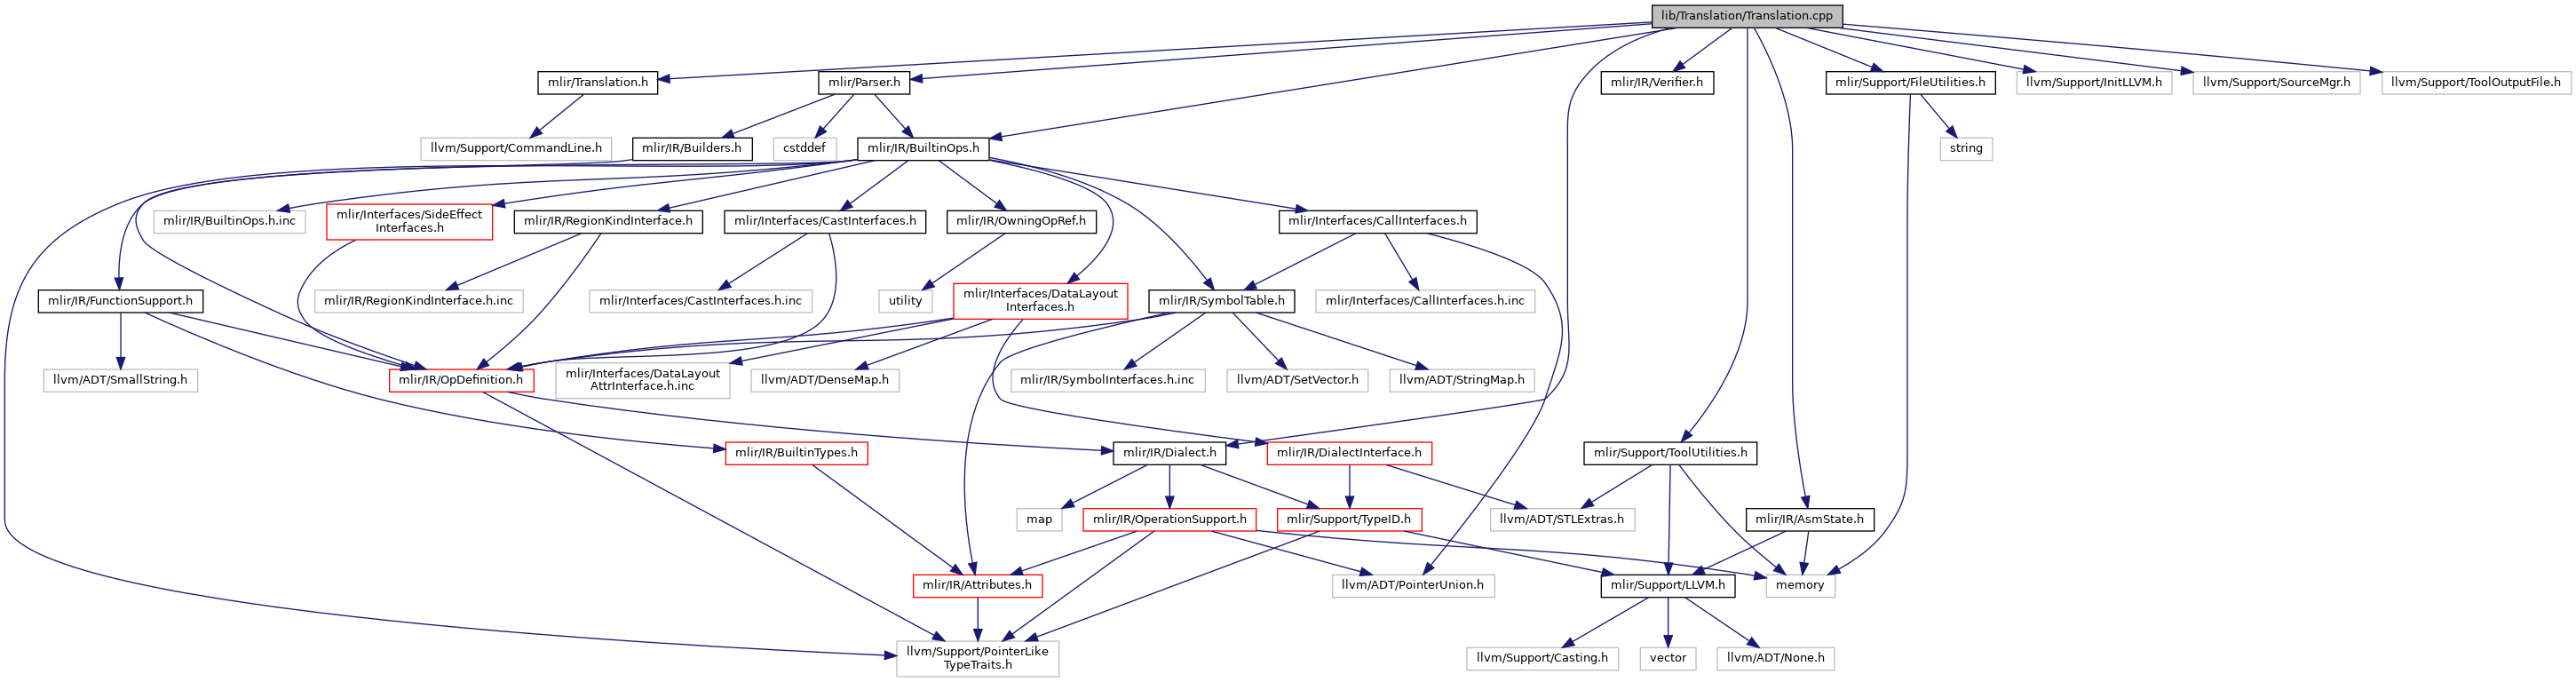 lib/Translation/Translation.cpp
mlir/Translation.h
mlir/Parser.h
mlir/IR/Verifier.h
mlir/Support/FileUtilities.h
llvm/Support/InitLLVM.h
llvm/Support/SourceMgr.h
llvm/Support/ToolOutputFile.h
llvm/Support/CommandLine.h
mlir/IR/Builders.h
cstddef
mlir/IR/BuiltinOps.h
string
mlir/IR/BuiltinOps.h.inc
mlir/Interfaces/SideEffect
Interfaces.h
mlir/IR/RegionKindInterface.h
mlir/Interfaces/CastInterfaces.h
mlir/IR/OwningOpRef.h
mlir/Interfaces/CallInterfaces.h
mlir/IR/FunctionSupport.h
mlir/IR/RegionKindInterface.h.inc
mlir/Interfaces/CastInterfaces.h.inc
utility
mlir/Interfaces/DataLayout
Interfaces.h
mlir/IR/SymbolTable.h
mlir/Interfaces/CallInterfaces.h.inc
llvm/ADT/SmallString.h
mlir/IR/OpDefinition.h
mlir/Interfaces/DataLayout
AttrInterface.h.inc
llvm/ADT/DenseMap.h
mlir/IR/SymbolInterfaces.h.inc
llvm/ADT/SetVector.h
llvm/ADT/StringMap.h
mlir/IR/BuiltinTypes.h
mlir/IR/Dialect.h
mlir/IR/DialectInterface.h
mlir/Support/ToolUtilities.h
map
mlir/IR/OperationSupport.h
mlir/Support/TypeID.h
llvm/ADT/STLExtras.h
mlir/IR/AsmState.h
mlir/IR/Attributes.h
llvm/ADT/PointerUnion.h
mlir/Support/LLVM.h
memory
llvm/Support/PointerLike
TypeTraits.h
llvm/Support/Casting.h
vector
llvm/ADT/None.h